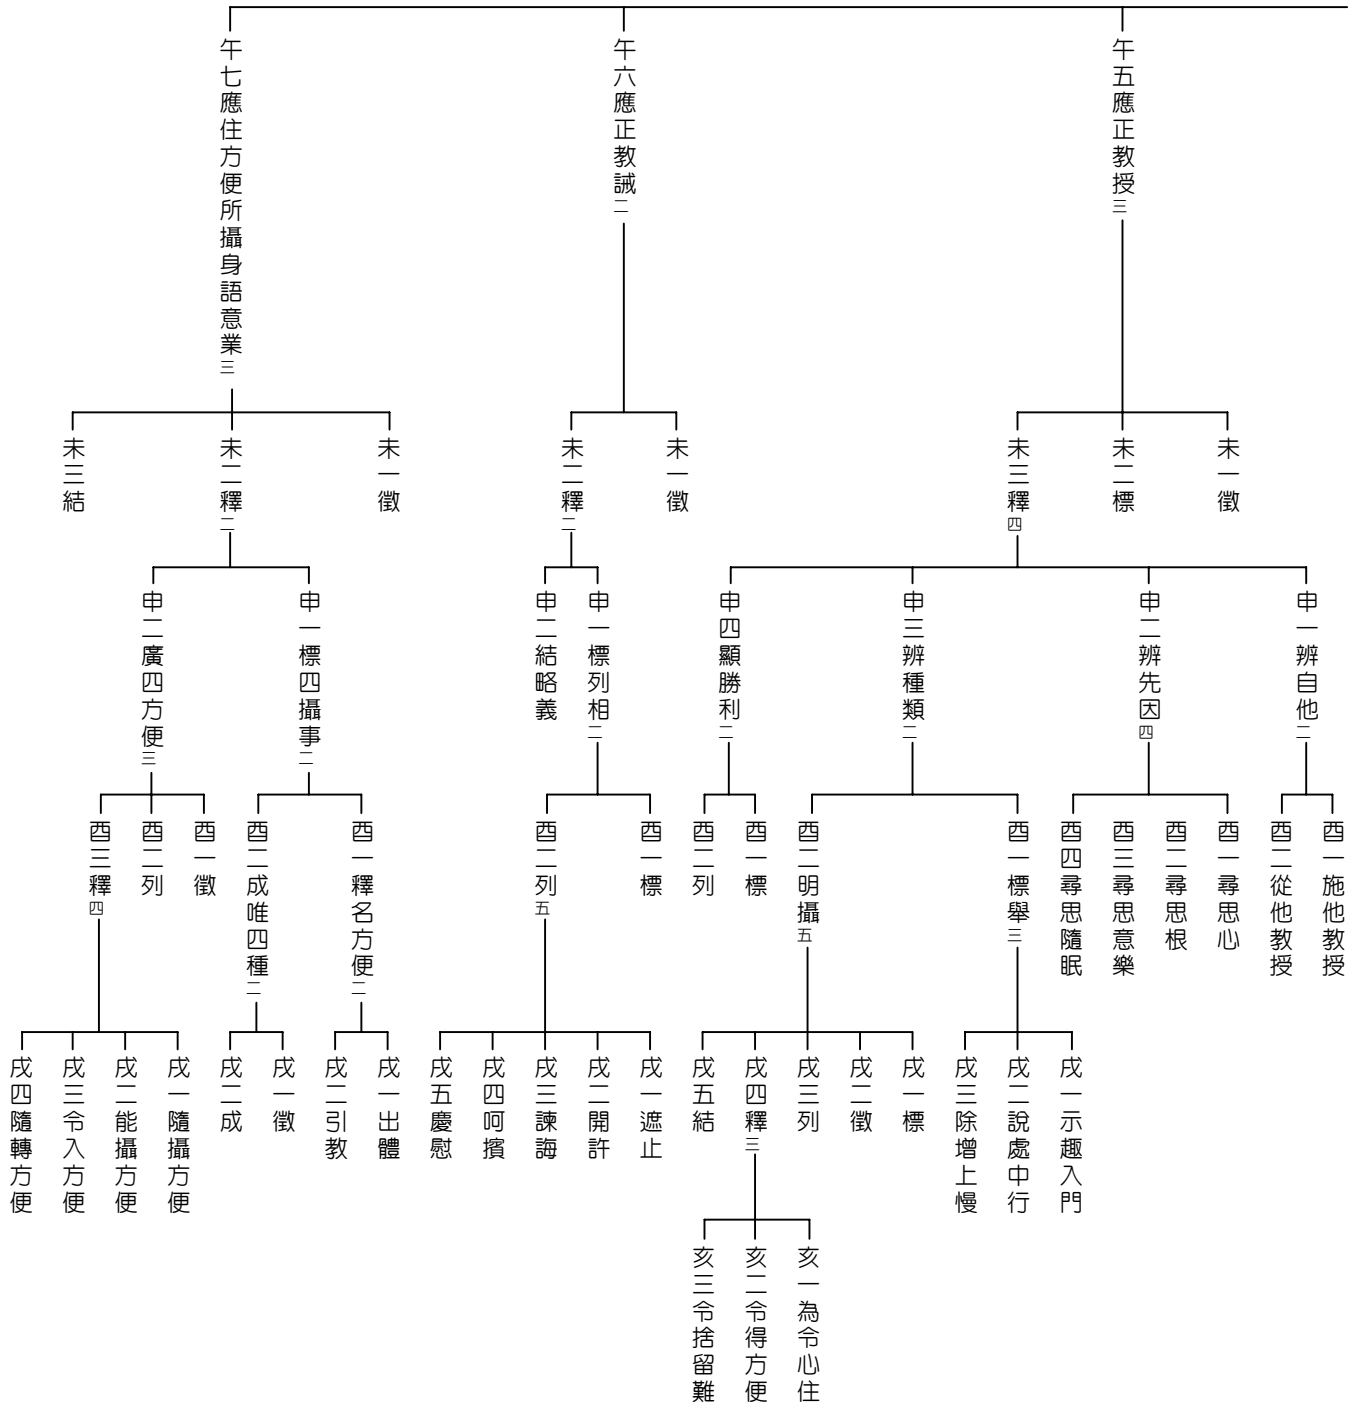 午五應正教授三
午六應正教誡二
午七應住方便所攝身語意業三
未一徵
未二標
未三釋四
未一徵
未二釋二
未一徵
未二釋二
未三結
申一辨自他二
申二辨先因四
申三辨種類二
申四顯勝利二
申一標列相二
申二結略義
申一標四攝事二
申二廣四方便三
酉一施他教授
酉二從他教授
酉一尋思心
酉二尋思根
酉三尋思意樂
酉四尋思隨眠
酉一標舉三
酉二明攝五
酉一標
酉二列
酉一標
酉二列五
酉一釋名方便二
酉二成唯四種二
酉一徵
酉二列
酉三釋四
戌一示趣入門
戌二說處中行
戌三除增上慢
戌一標
戌二徵
戌三列
戌四釋三
戌五結
戌一遮止
戌二開許
戌三諫誨
戌四呵擯
戌五慶慰
戌一出體
戌二引教
戌一徵
戌二成
戌一隨攝方便
戌二能攝方便
戌三令入方便
戌四隨轉方便
亥一為令心住
亥二令得方便
亥三令捨留難